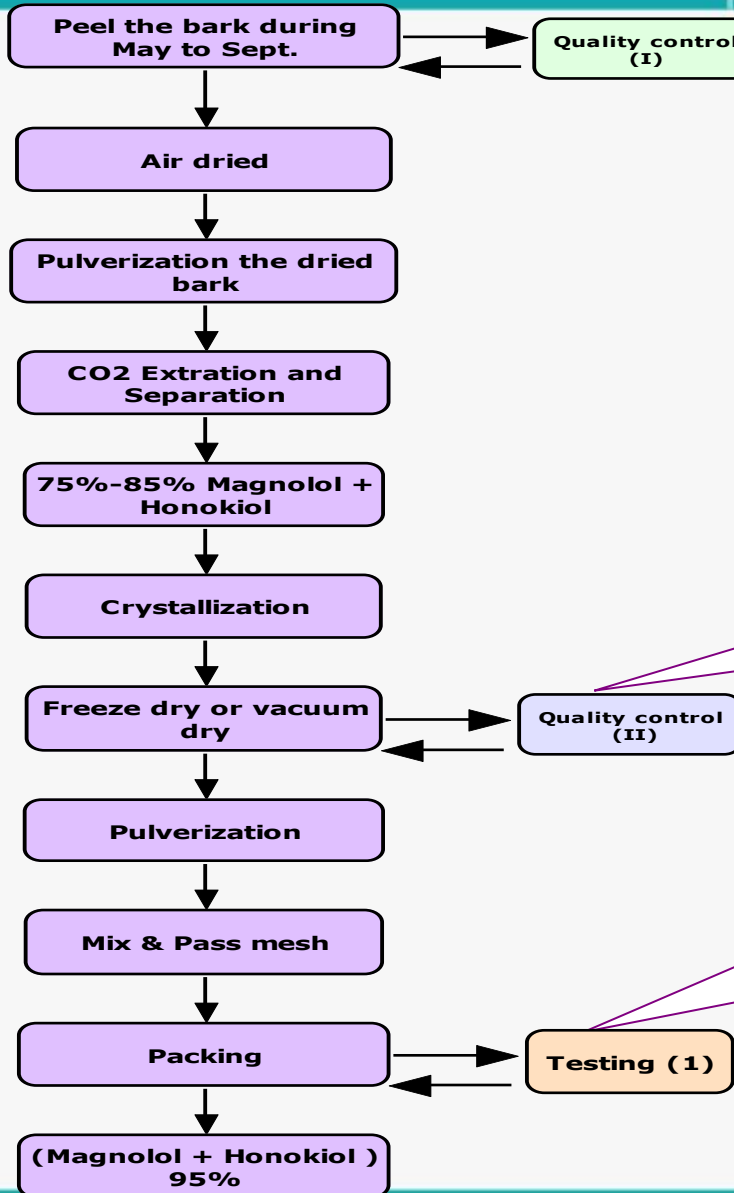 Peel the bark during
May to Sept.
Quality control
(I)
Air dried
Pulverization the dried
bark
CO2 Extration and
Separation
75%-85% Magnolol +
Honokiol
Crystallization
Freeze dry or vacuum
dry
Quality control
(II)
Pulverization
Mix & Pass mesh
Packing
Testing (1)
(Magnolol + Honokiol )
95%